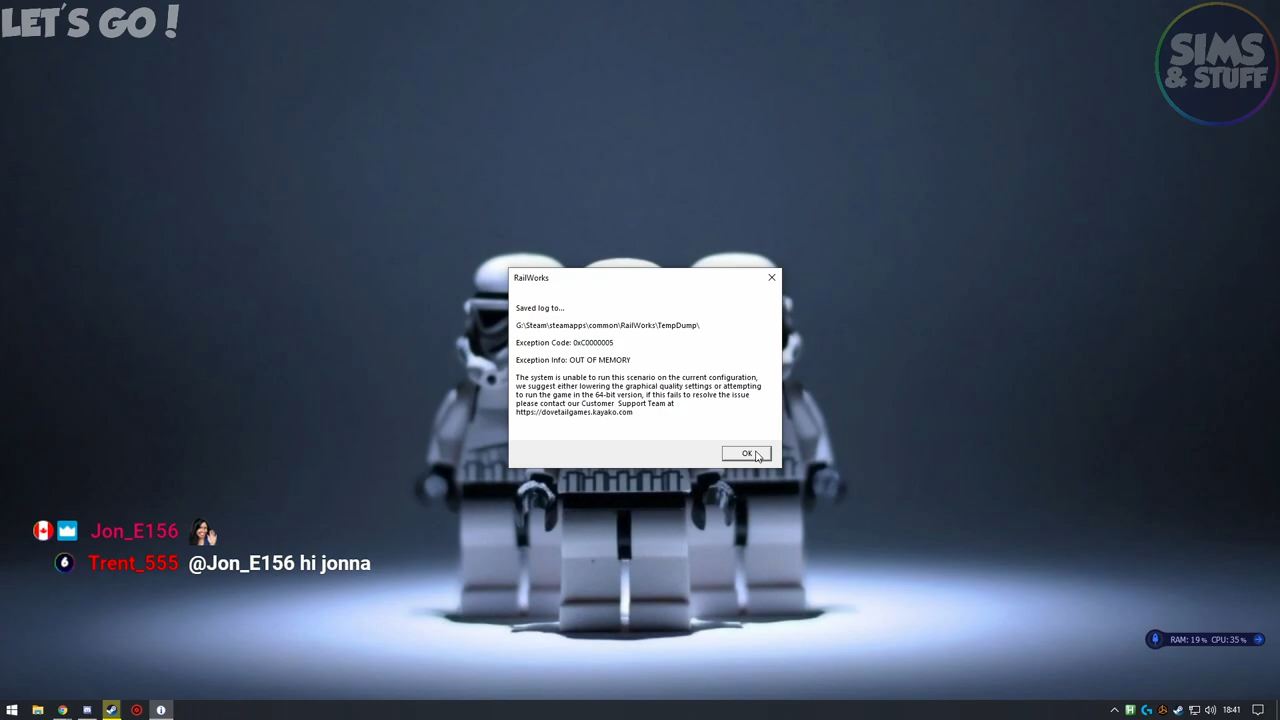 LET'S GO!
SIMS
& STUFF
RailWorks
Saved log to...
G:\Steam\steamapps\common\RailWorks\TempDump\
Exception Code: 0xC0000005
Exception Info: OUT OF MEMORY
The system is unable to run this scenario on the current configuration,
we suggest either lowering the graphical quality settings or attempting
to run the game in the 64-bit version, if this fails to resolve the issue
please contact our Customer  Support Team at
https://dovetailgames.kayako.com
OK
Jon_E156
6 Trent_555 @Jon_E156 hi jonna
RAM: 19% CPU: 35%
18:41